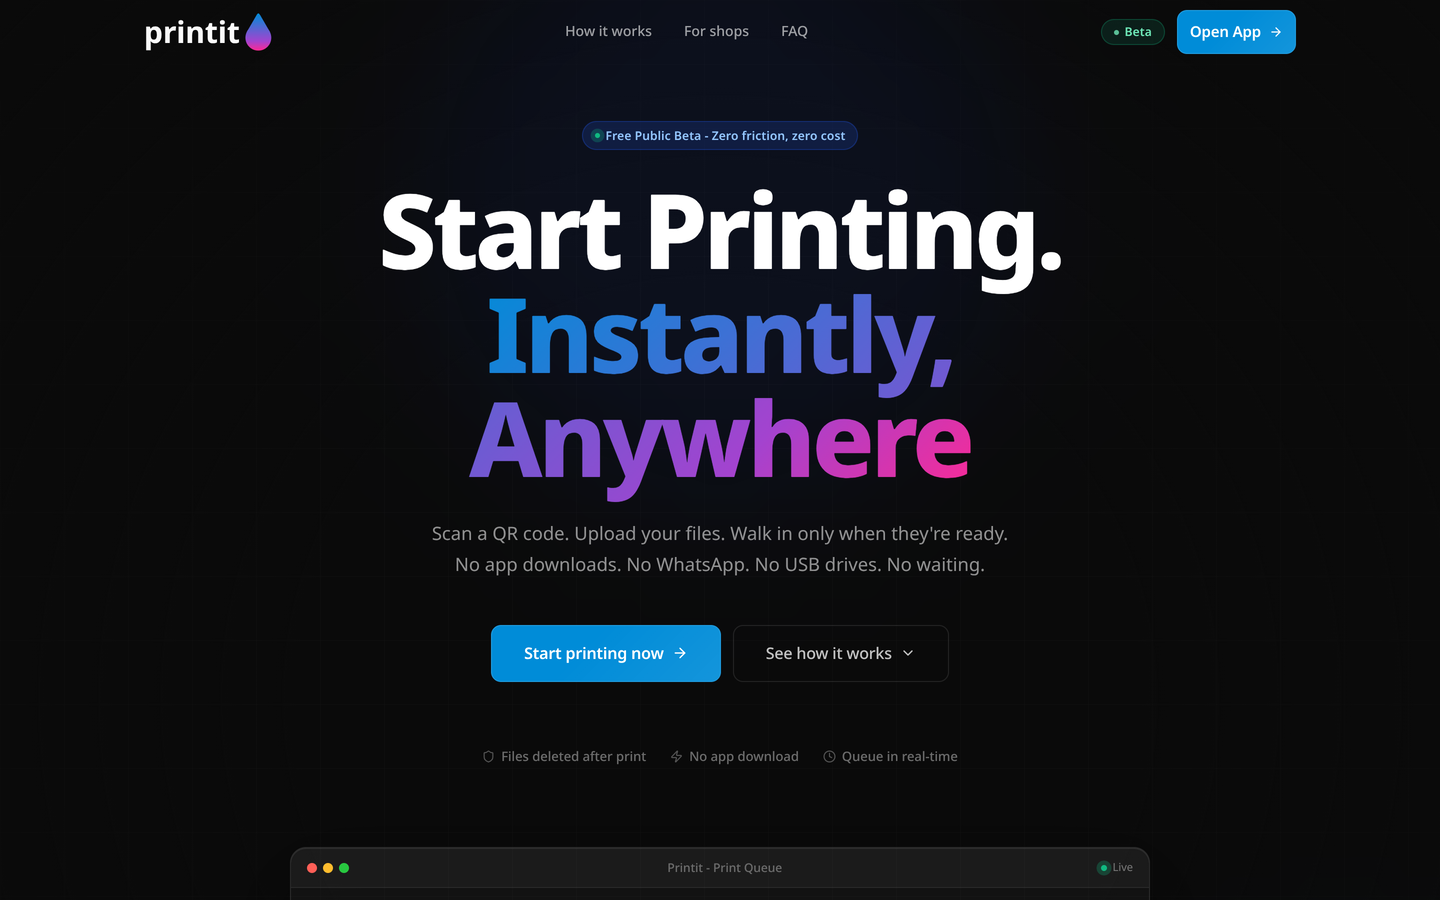 printit
How it works
For shops
FAQ
Beta
Open App
Free Public Beta - Zero friction, zero cost
Start Printing.
Instantly,
Anywhere
Scan a QR code. Upload your files. Walk in only when they're ready.
No app downloads. No WhatsApp. No USB drives. No waiting.
Start printing now
See how it works
Files deleted after print
No app download
Queue in real-time
Printit - Print Queue
Live